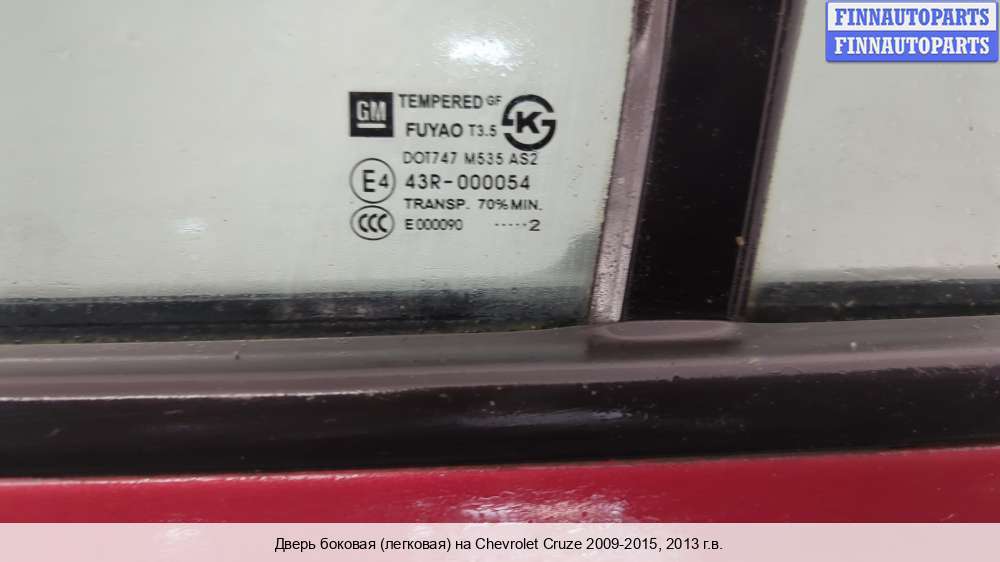 FINNAUTOPARTS
FINNAUTOPARTS
GM TEMPERED GF
FUYAO T3.5 K
DOT747 M535 AS2
E4 43R-000054
TRANSP. 70% MIN.
CCC E000090 ·····2
Дверь боковая (легковая) на Chevrolet Cruze 2009-2015, 2013 г.в.